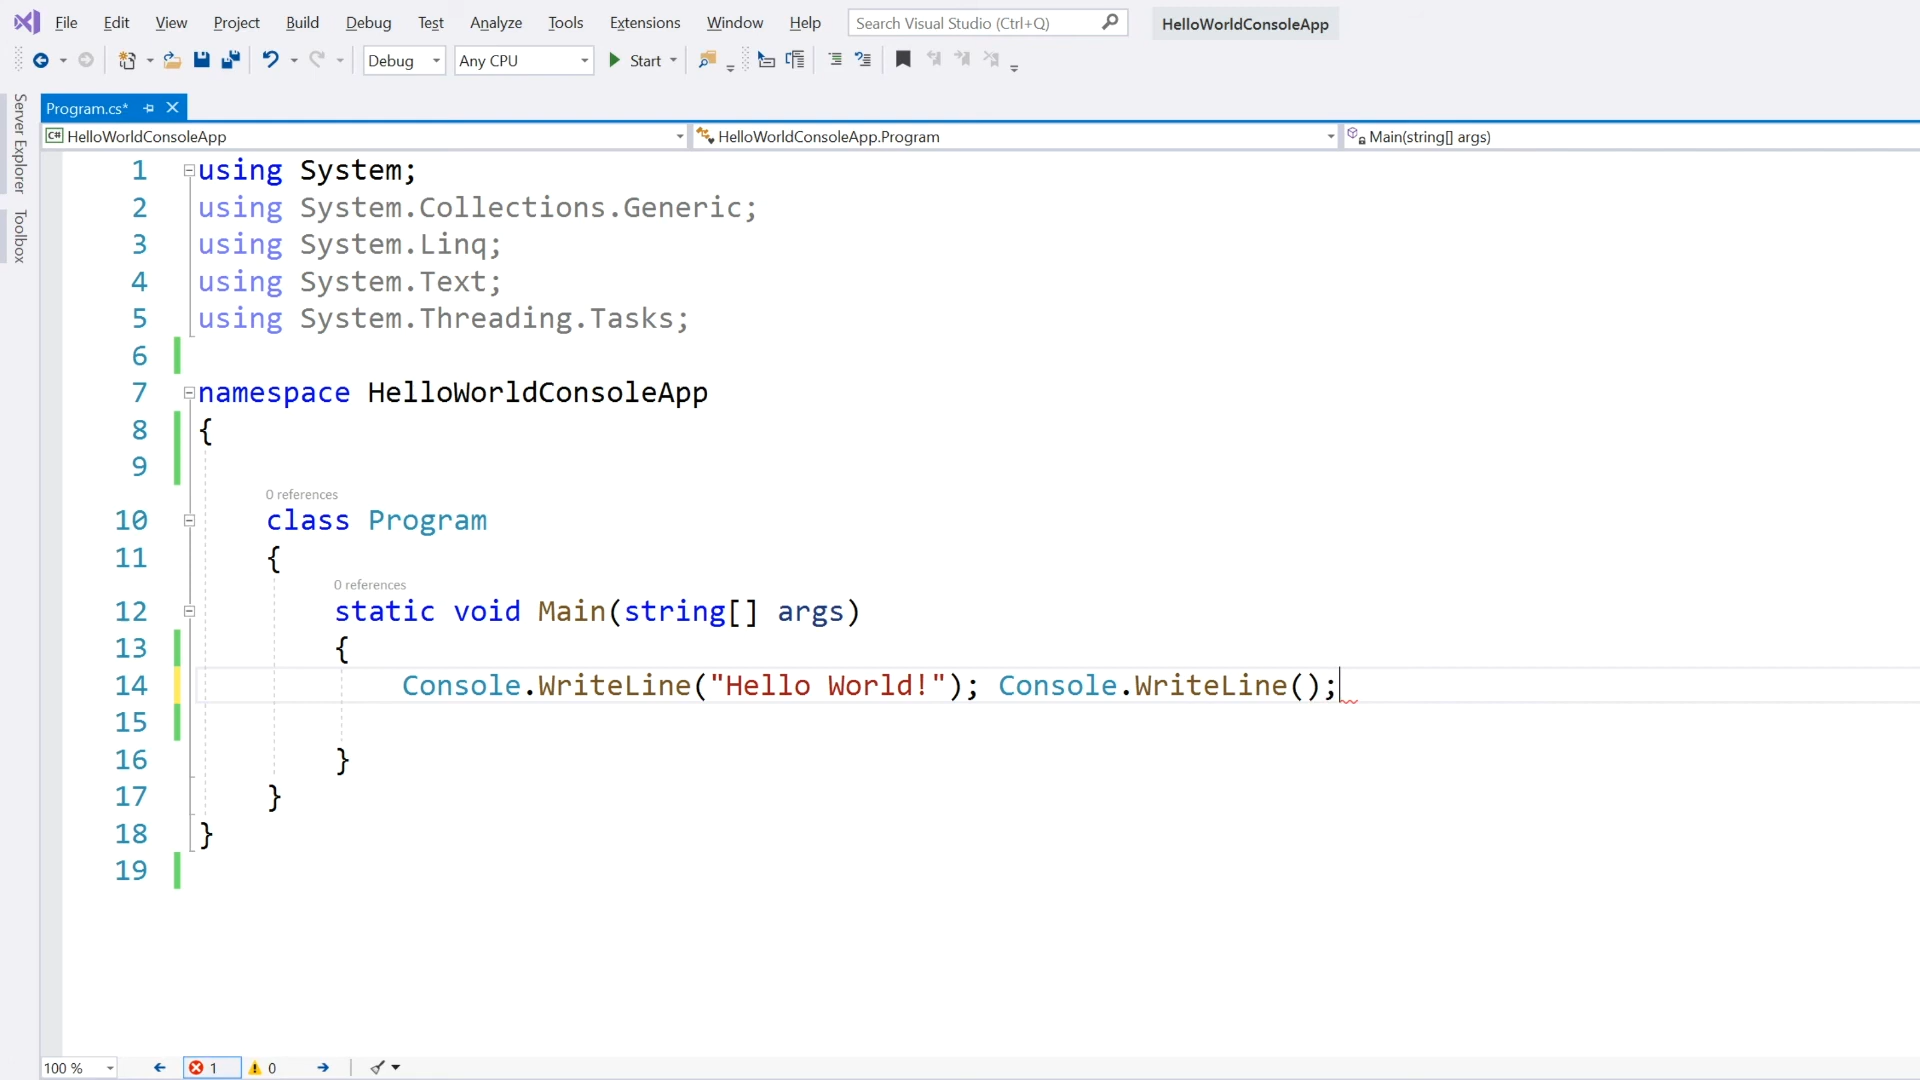 File Edit View Project Build Debug Test Analyze Tools Extensions Window Help Search Visual Studio (Ctrl+Q) HelloWorldConsoleApp
Debug Any CPU Start
Server Explorer
Toolbox
Program.cs*
C# HelloWorldConsoleApp HelloWorldConsoleApp.Program Main(string[] args)
1 using System;
2 using System.Collections.Generic;
3 using System.Linq;
4 using System.Text;
5 using System.Threading.Tasks;
6
7 namespace HelloWorldConsoleApp
8 {
9
0 references
10 class Program
11 {
0 references
12 static void Main(string[] args)
13 {
14 Console.WriteLine("Hello World!"); Console.WriteLine();
15
16 }
17 }
18 }
19
100 % 1 0